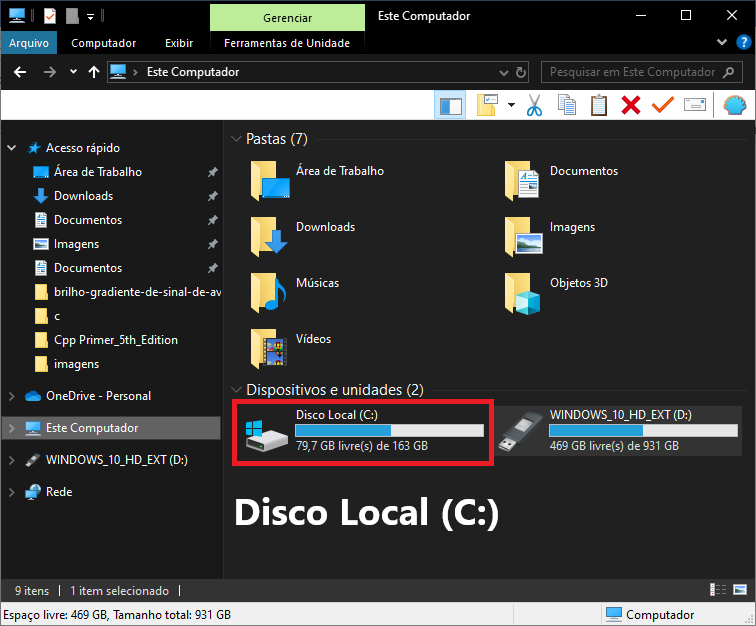 Gerenciar
Este Computador
Arquivo
Computador
Exibir
Ferramentas de Unidade
?
Este Computador
Pesquisar em Este Computador
Acesso rápido
Área de Trabalho
Downloads
Documentos
Imagens
Documentos
brilho-gradiente-de-sinal-de-av
c
Cpp Primer_5th_Edition
imagens
OneDrive - Personal
Este Computador
WINDOWS_10_HD_EXT (D:)
Rede
Pastas (7)
Área de Trabalho
Documentos
Downloads
Imagens
Músicas
Objetos 3D
Vídeos
Dispositivos e unidades (2)
Disco Local (C:)
79,7 GB livre(s) de 163 GB
WINDOWS_10_HD_EXT (D:)
469 GB livre(s) de 931 GB
Disco Local (C:)
9 itens
1 item selecionado
Espaço livre: 469 GB, Tamanho total: 931 GB
Computador